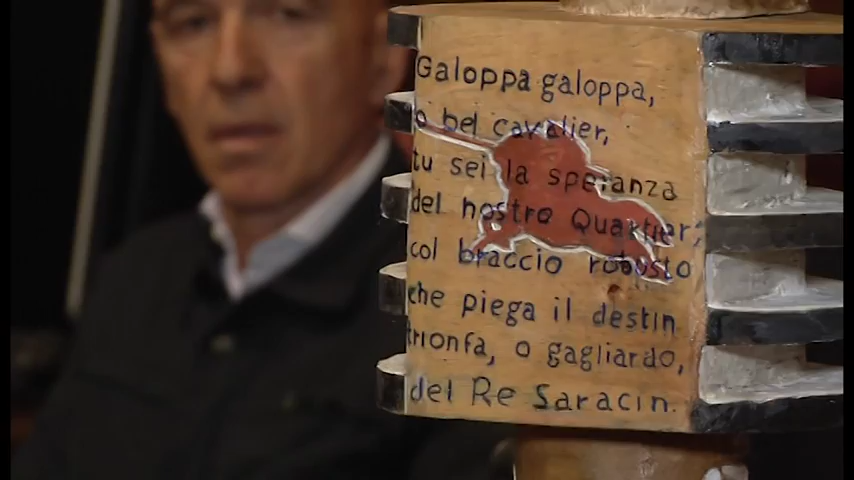 Galoppa galoppa,
o bel cavalier,
tu sei la speranza
del nostro Quartier;
col braccio robusto
che piega il destin
trionfa, o gagliardo,
del Re Saracin.